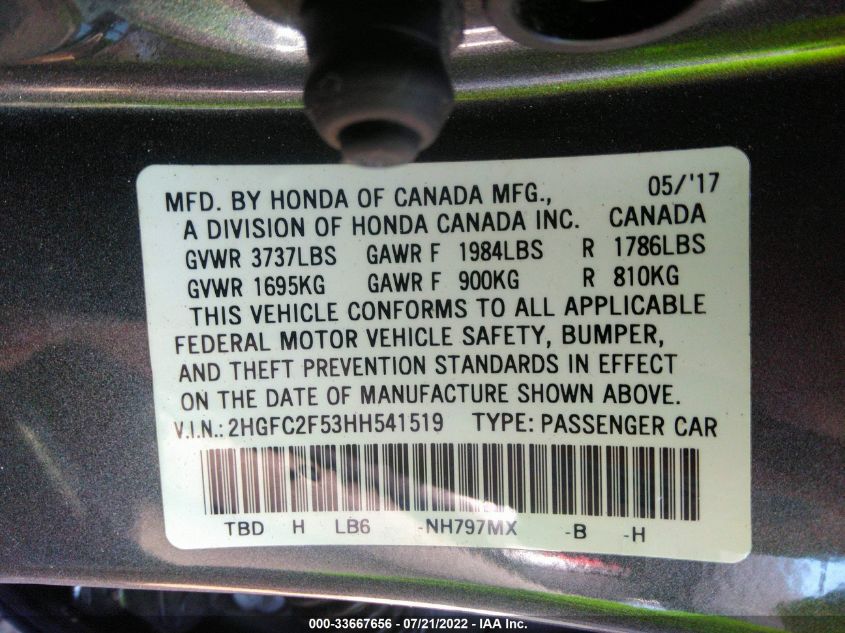 MFD. BY HONDA OF CANADA MFG., 05/'17
A DIVISION OF HONDA CANADA INC. CANADA
GVWR 3737LBS GAWR F 1984LBS R 1786LBS
GVWR 1695KG GAWR F 900KG R 810KG
THIS VEHICLE CONFORMS TO ALL APPLICABLE
FEDERAL MOTOR VEHICLE SAFETY, BUMPER,
AND THEFT PREVENTION STANDARDS IN EFFECT
ON THE DATE OF MANUFACTURE SHOWN ABOVE.
V.I.N.: 2HGFC2F53HH541519 TYPE: PASSENGER CAR
TBD H LB6 -NH797MX -B -H
000-33667656 - 07/21/2022 - IAA Inc.